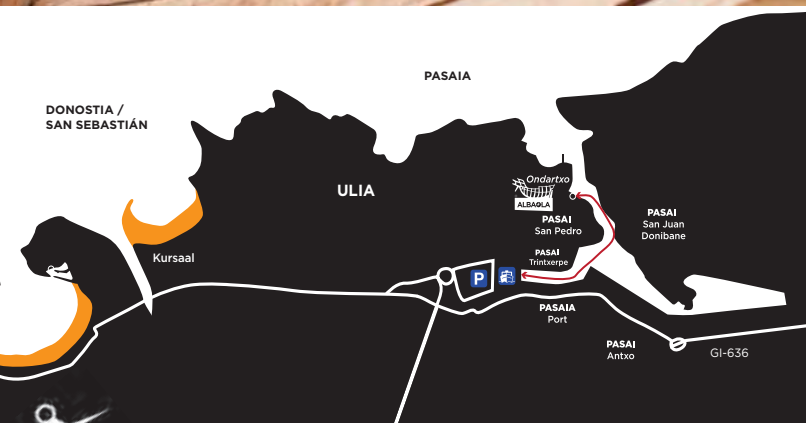 PASAIA
DONOSTIA /
SAN SEBASTIÁN
ULIA
Ondartxo
ALBAOLA
PASAI
San Pedro
PASAI
San Juan
Donibane
Kursaal
PASAI
Trintxerpe
P
PASAIA
Port
PASAI
Antxo
GI-636